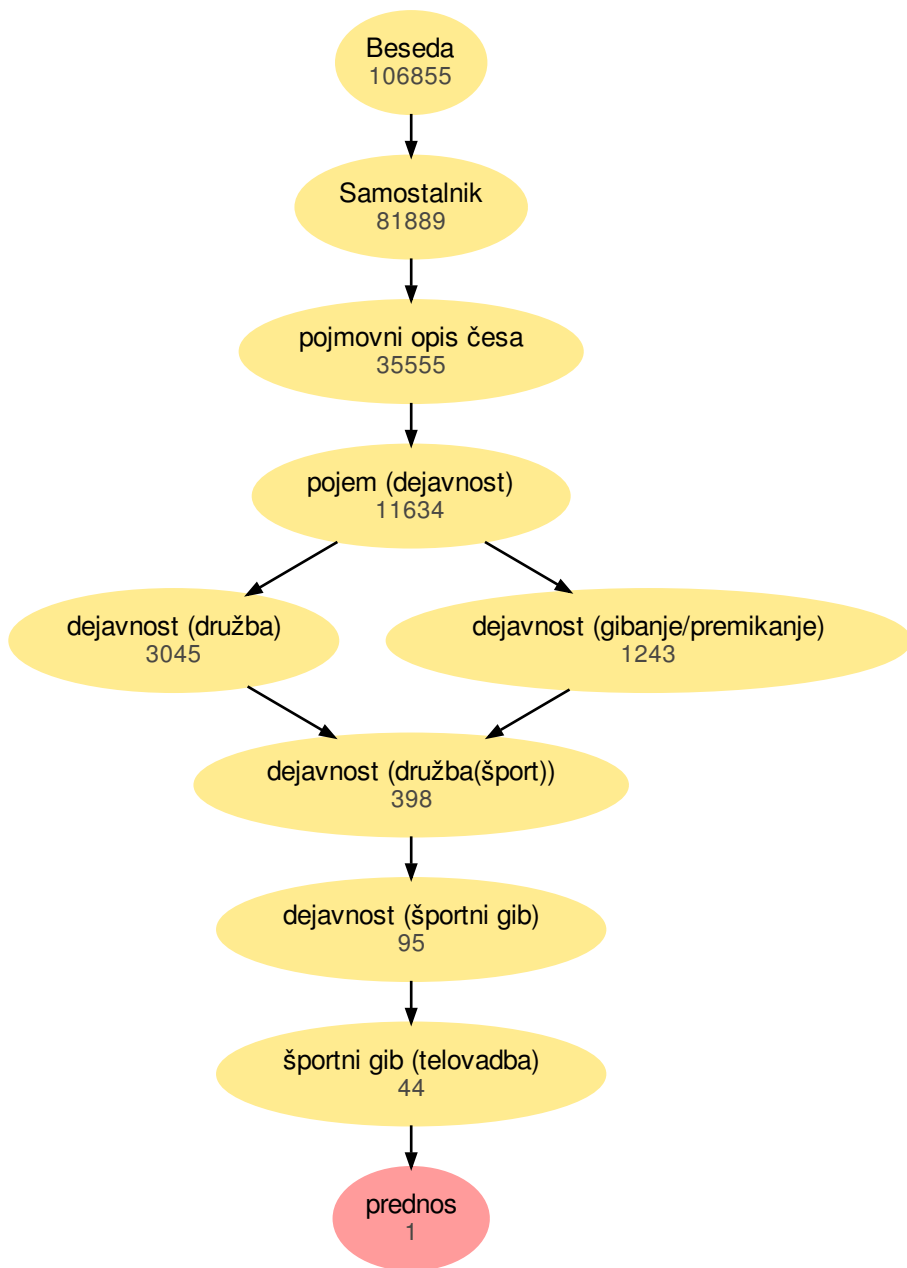 Beseda
106855
Samostalnik
81889
pojmovni opis česa
35555
pojem (dejavnost)
11634
dejavnost (družba)
3045
dejavnost (gibanje/premikanje)
1243
dejavnost (družba(šport))
398
dejavnost (športni gib)
95
športni gib (telovadba)
44
prednos
1